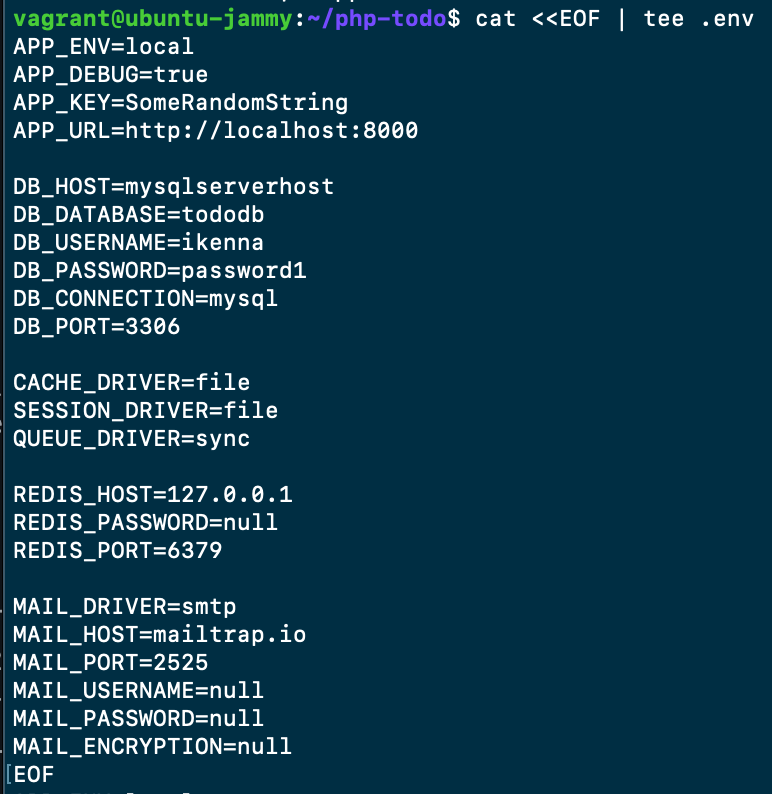 vagrant@ubuntu-jammy:~/php-todo$ cat <<EOF | tee .env
APP_ENV=local
APP_DEBUG=true
APP_KEY=SomeRandomString
APP_URL=http://localhost:8000
DB_HOST=mysqlserverhost
DB_DATABASE=tododb
DB_USERNAME=ikenna
DB_PASSWORD=password1
DB_CONNECTION=mysql
DB_PORT=3306
CACHE_DRIVER=file
SESSION_DRIVER=file
QUEUE_DRIVER=sync
REDIS_HOST=127.0.0.1
REDIS_PASSWORD=null
REDIS_PORT=6379
MAIL_DRIVER=smtp
MAIL_HOST=mailtrap.io
MAIL_PORT=2525
MAIL_USERNAME=null
MAIL_PASSWORD=null
MAIL_ENCRYPTION=null
[EOF